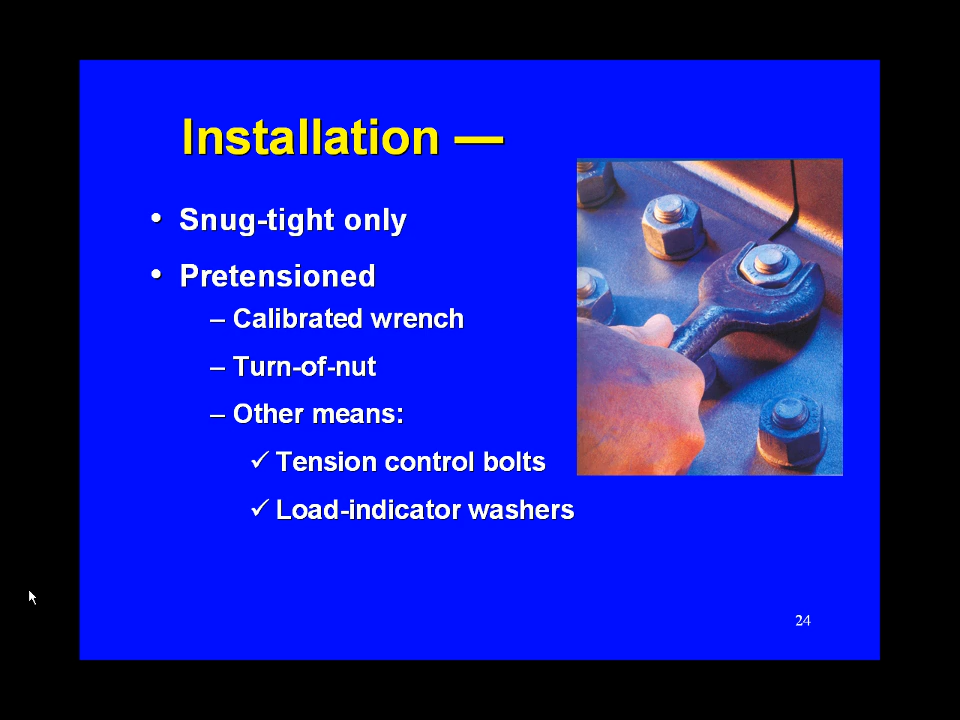 Installation —
• Snug-tight only
• Pretensioned
– Calibrated wrench
– Turn-of-nut
– Other means:
✓ Tension control bolts
✓ Load-indicator washers
24